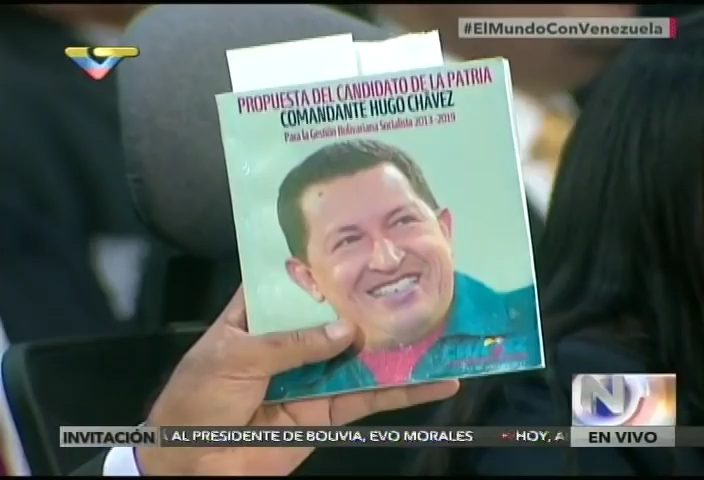 #ElMundoConVenezuela
PROPUESTA DEL CANDIDATO DE LA PATRIA
COMANDANTE HUGO CHÁVEZ
Para la Gestión Bolivariana Socialista 2013-2019
N
INVITACIÓN AL PRESIDENTE DE BOLIVIA, EVO MORALES HOY, A
EN VIVO